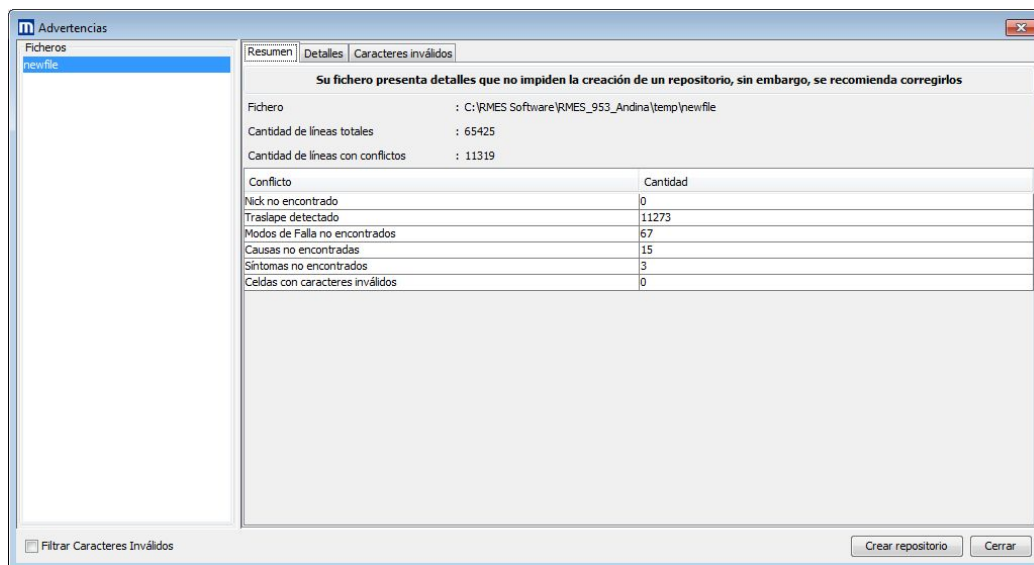 m Advertencias
Ficheros
newfile
Resumen Detalles Caracteres inválidos
Su fichero presenta detalles que no impiden la creación de un repositorio, sin embargo, se recomienda corregirlos
Fichero : C:\RMES Software\RMES_953_Andina\temp\newfile
Cantidad de líneas totales : 65425
Cantidad de líneas con conflictos : 11319
Conflicto Cantidad
Nick no encontrado 0
Traslape detectado 11273
Modos de Falla no encontrados 67
Causas no encontradas 15
Síntomas no encontrados 3
Celdas con caracteres inválidos 0
Filtrar Caracteres Inválidos Crear repositorio Cerrar